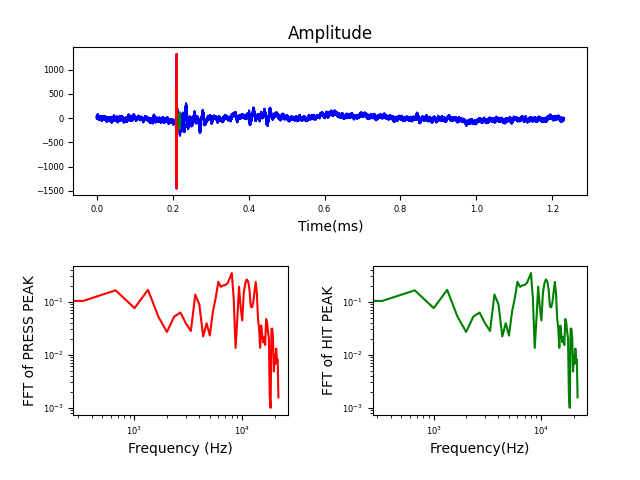 Amplitude
1000
500
0
−500
−1000
−1500
0.0 0.2 0.4 0.6 0.8 1.0 1.2
Time(ms)
FFT of PRESS PEAK
10⁻¹
10⁻²
10⁻³
10³ 10⁴
Frequency (Hz)
FFT of HIT PEAK
10⁻¹
10⁻²
10⁻³
10³ 10⁴
Frequency(Hz)